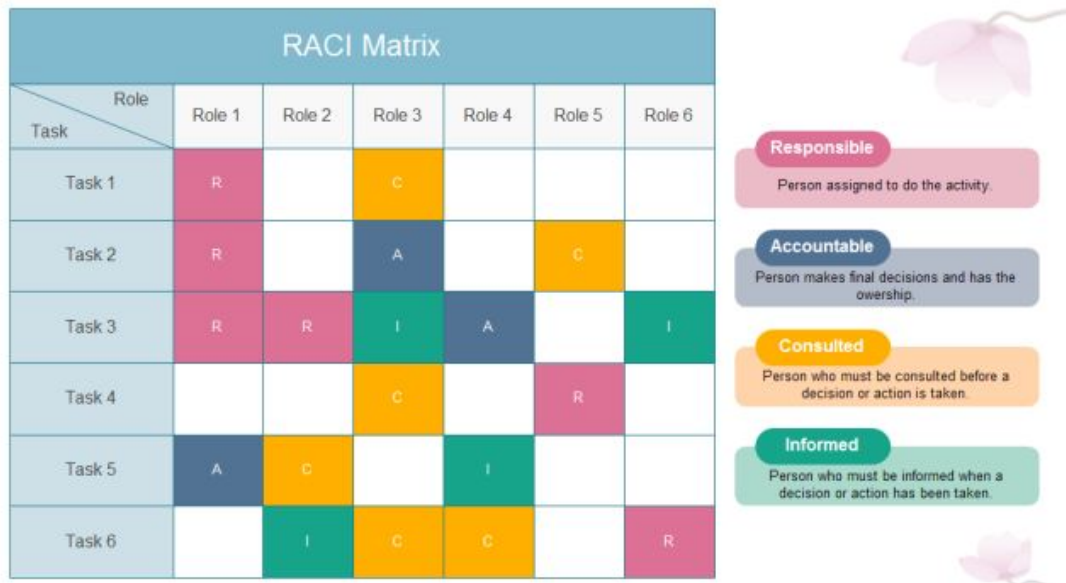 RACI Matrix
Role
Task
Role 1 Role 2 Role 3 Role 4 Role 5 Role 6
Task 1 R C
Task 2 R A C
Task 3 R R I A I
Task 4 C R
Task 5 A C I
Task 6 I C C R
Responsible
Person assigned to do the activity.
Accountable
Person makes final decisions and has the
owership.
Consulted
Person who must be consulted before a
decision or action is taken.
Informed
Person who must be informed when a
decision or action has been taken.